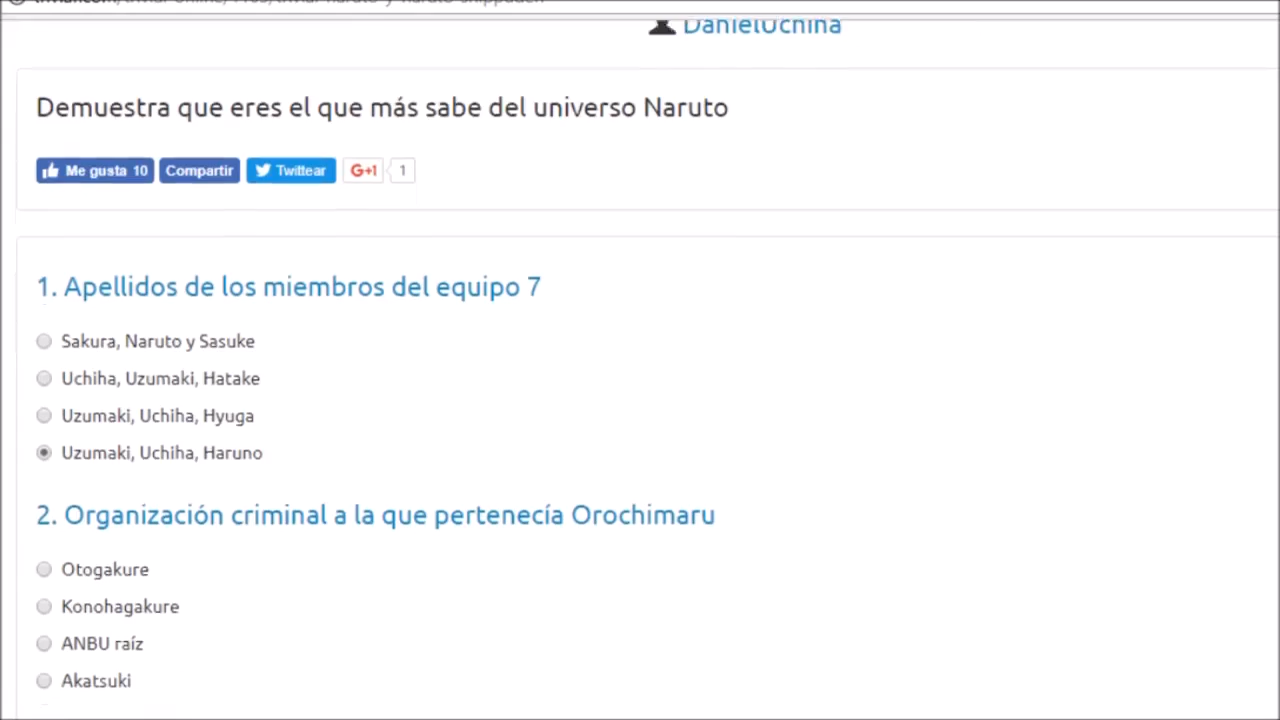 DanielUchiha
Demuestra que eres el que más sabe del universo Naruto
Me gusta 10 Compartir Twittear G+1 1
1. Apellidos de los miembros del equipo 7
Sakura, Naruto y Sasuke
Uchiha, Uzumaki, Hatake
Uzumaki, Uchiha, Hyuga
Uzumaki, Uchiha, Haruno
2. Organización criminal a la que pertenecía Orochimaru
Otogakure
Konohagakure
ANBU raíz
Akatsuki